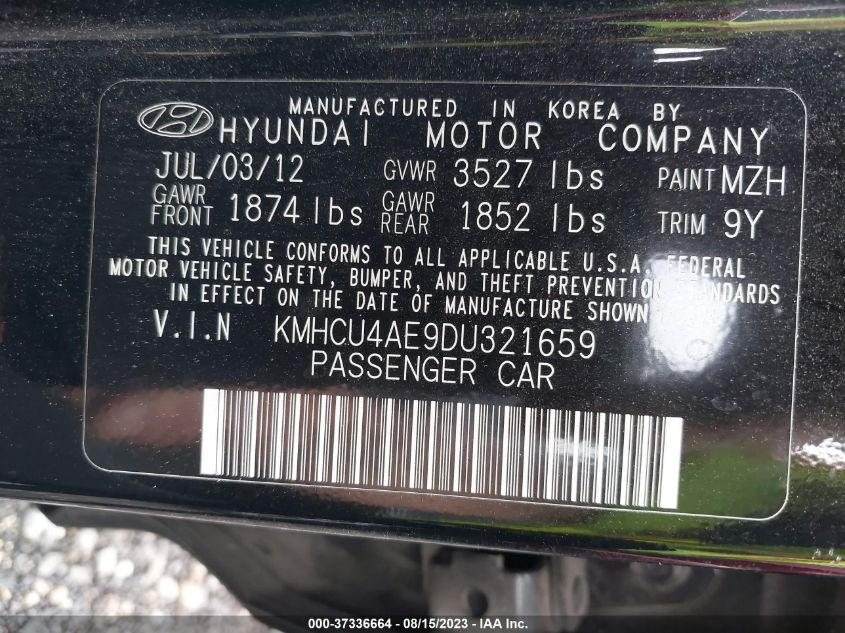 MANUFACTURED IN KOREA BY
HYUNDAI MOTOR COMPANY
JUL/03/12 GVWR 3527 lbs PAINT MZH
GAWR FRONT 1874 lbs GAWR REAR 1852 lbs TRIM 9Y
THIS VEHICLE CONFORMS TO ALL APPLICABLE U.S.A. FEDERAL
MOTOR VEHICLE SAFETY, BUMPER, AND THEFT PREVENTION STANDARDS
IN EFFECT ON THE DATE OF MANUFACTURE SHOWN
V.I.N KMHCU4AE9DU321659
PASSENGER CAR
000-37336664 - 08/15/2023 - IAA Inc.